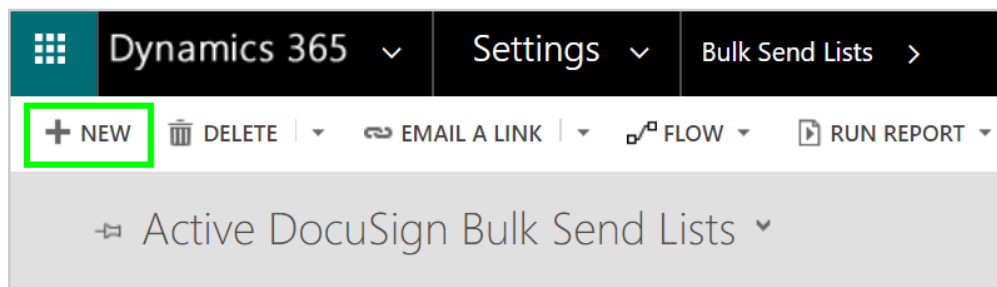 Dynamics 365 Settings Bulk Send Lists
NEW DELETE EMAIL A LINK FLOW RUN REPORT
Active DocuSign Bulk Send Lists